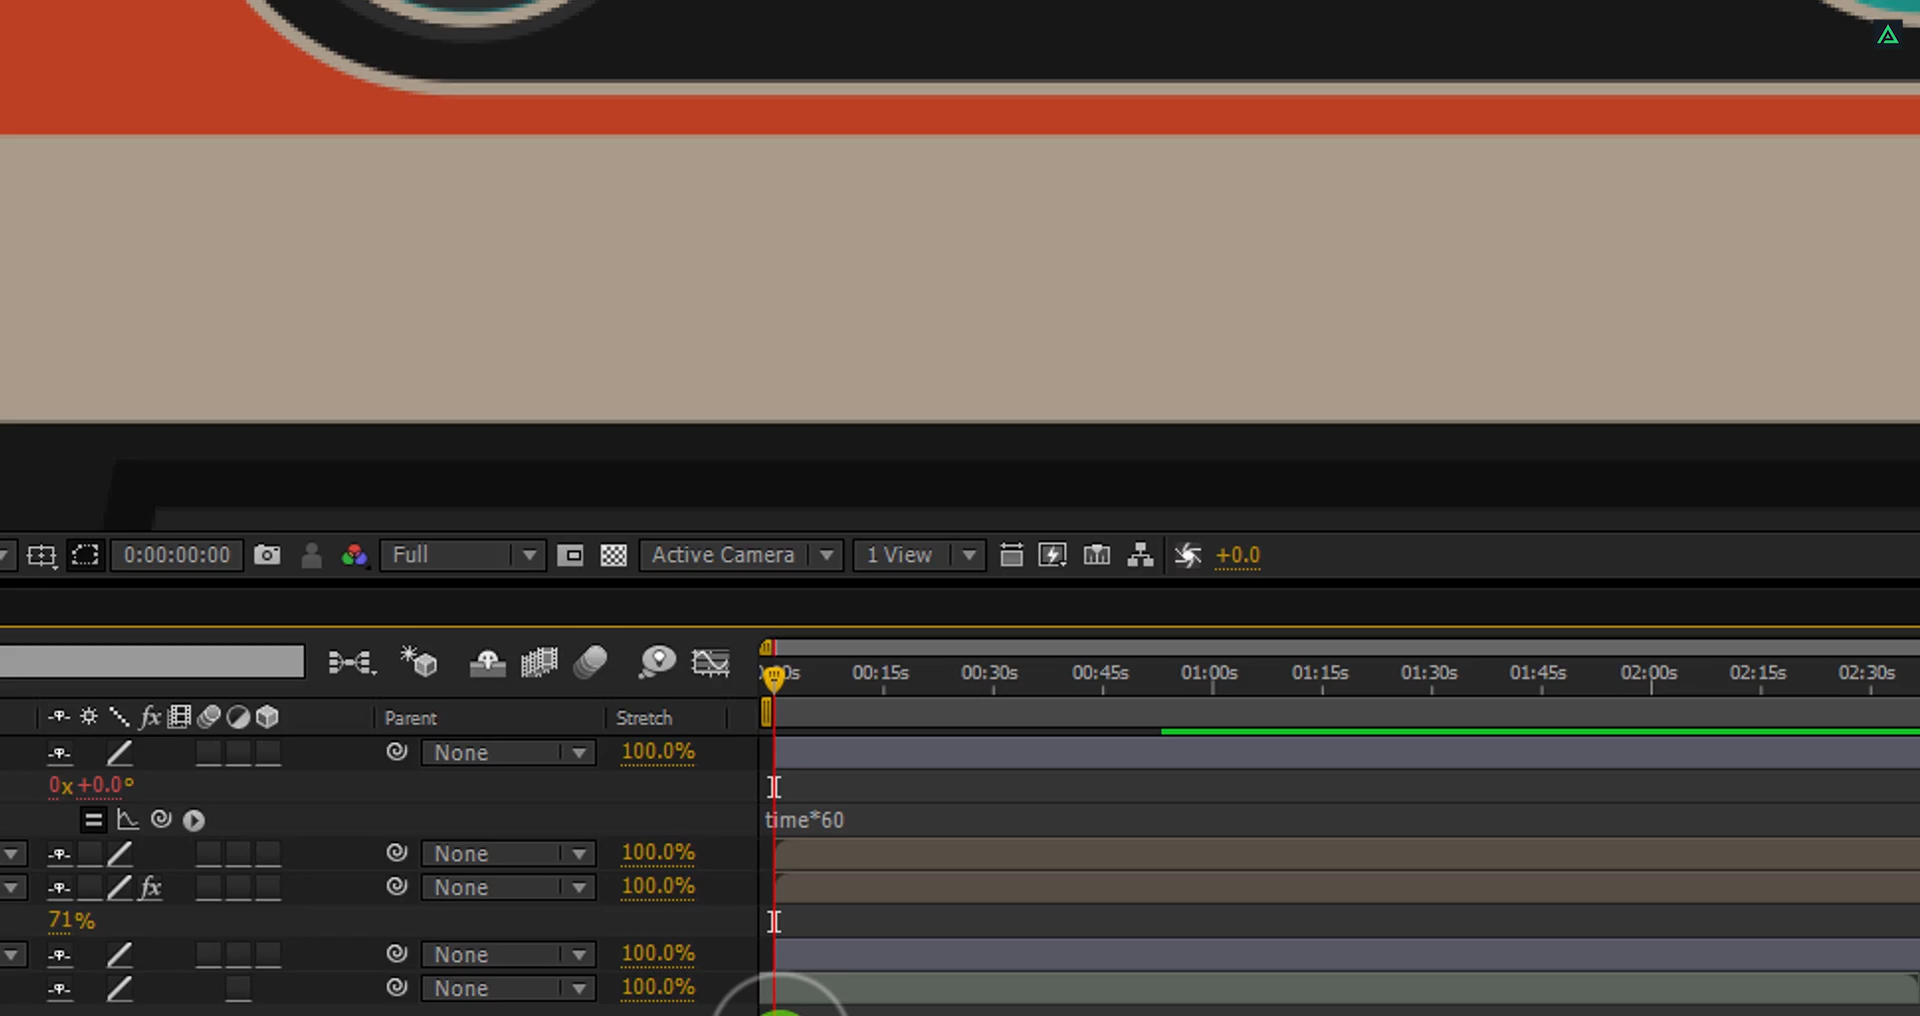 0:00:00:00 Full Active Camera 1 View +0.0
00:15s 00:30s 00:45s 01:00s 01:15s 01:30s 01:45s 02:00s 02:15s 02:30s
fx Parent Stretch
None 100.0%
0x+0.0°
time*60
None 100.0%
fx None 100.0%
71%
None 100.0%
None 100.0%